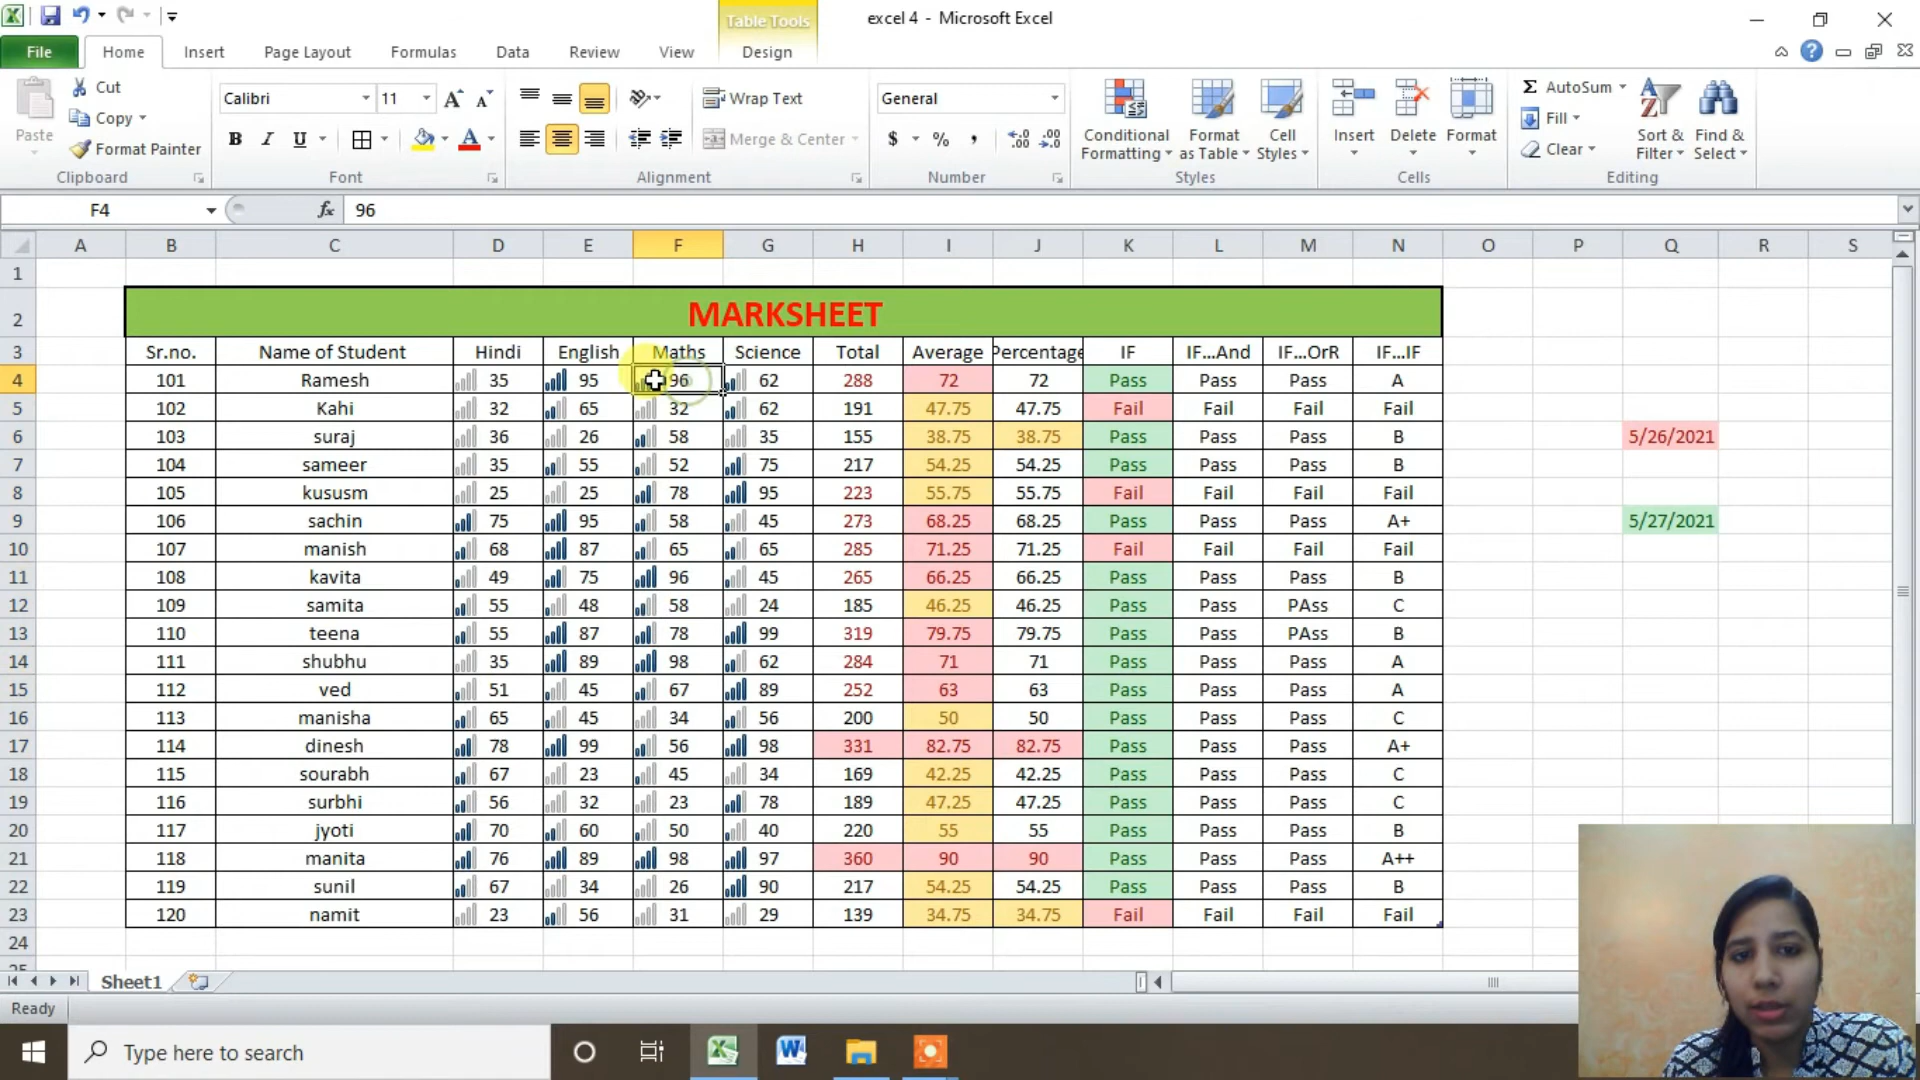 excel 4 - Microsoft Excel
Table Tools
File Home Insert Page Layout Formulas Data Review View Design
Paste
Cut
Copy
Format Painter
Clipboard
Calibri 11
B I U
Font
Wrap Text
Merge & Center
Alignment
General
$ % ,
Number
Conditional Formatting
Format as Table
Cell Styles
Styles
Insert Delete Format
Cells
AutoSum
Fill
Clear
Sort & Filter
Find & Select
Editing
F4 fx 96
A B C D E F G H I J K L M N O P Q R S
1
2 MARKSHEET
3 Sr.no. Name of Student Hindi English Maths Science Total Average Percentage IF IF...And IF...OrR IF...IF
4 101 Ramesh 35 95 96 62 288 72 72 Pass Pass Pass A
5 102 Kahi 32 65 32 62 191 47.75 47.75 Fail Fail Fail Fail
6 103 suraj 36 26 58 35 155 38.75 38.75 Pass Pass Pass B 5/26/2021
7 104 sameer 35 55 52 75 217 54.25 54.25 Pass Pass Pass B
8 105 kususm 25 25 78 95 223 55.75 55.75 Fail Fail Fail Fail
9 106 sachin 75 95 58 45 273 68.25 68.25 Pass Pass Pass A+ 5/27/2021
10 107 manish 68 87 65 65 285 71.25 71.25 Fail Fail Fail Fail
11 108 kavita 49 75 96 45 265 66.25 66.25 Pass Pass Pass B
12 109 samita 55 48 58 24 185 46.25 46.25 Pass Pass PAss C
13 110 teena 55 87 78 99 319 79.75 79.75 Pass Pass PAss B
14 111 shubhu 35 89 98 62 284 71 71 Pass Pass Pass A
15 112 ved 51 45 67 89 252 63 63 Pass Pass Pass A
16 113 manisha 65 45 34 56 200 50 50 Pass Pass Pass C
17 114 dinesh 78 99 56 98 331 82.75 82.75 Pass Pass Pass A+
18 115 sourabh 67 23 45 34 169 42.25 42.25 Pass Pass Pass C
19 116 surbhi 56 32 23 78 189 47.25 47.25 Pass Pass Pass C
20 117 jyoti 70 60 50 40 220 55 55 Pass Pass Pass B
21 118 manita 76 89 98 97 360 90 90 Pass Pass Pass A++
22 119 sunil 67 34 26 90 217 54.25 54.25 Pass Pass Pass B
23 120 namit 23 56 31 29 139 34.75 34.75 Fail Fail Fail Fail
24
Sheet1
Ready
Type here to search